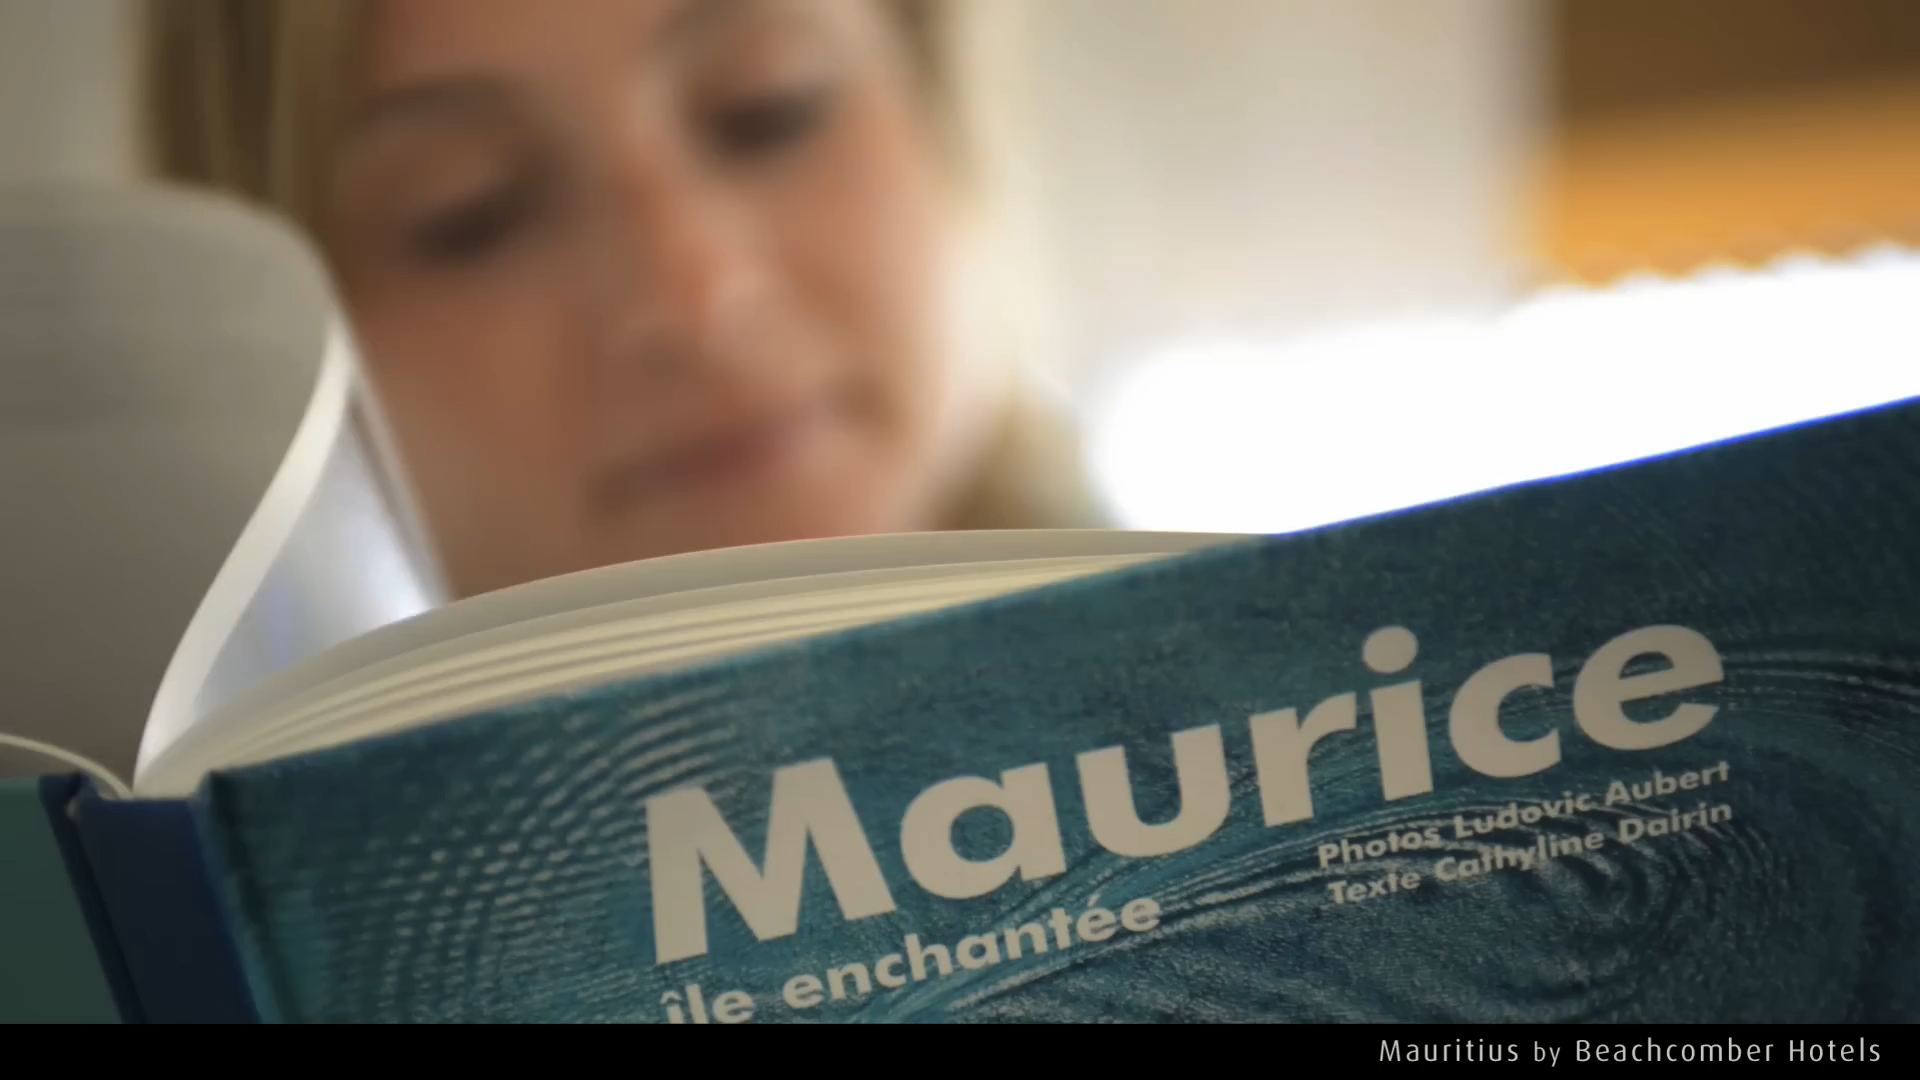 Maurice
Photos Ludovic Aubert
Texte Cathyline Dairin
île enchantée
Mauritius by Beachcomber Hotels